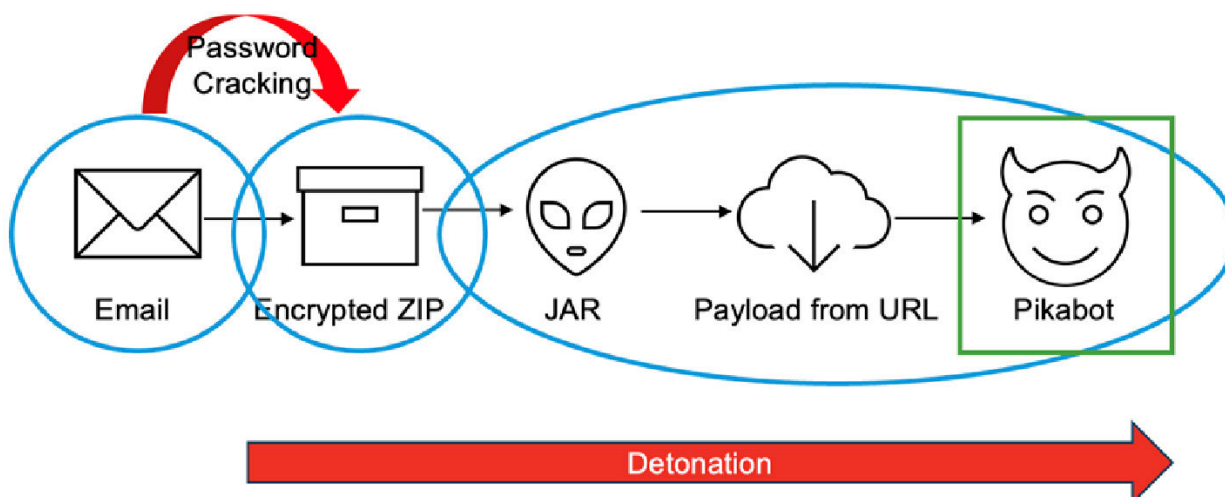 Password
Cracking
Email
Encrypted ZIP
JAR
Payload from URL
Pikabot
Detonation